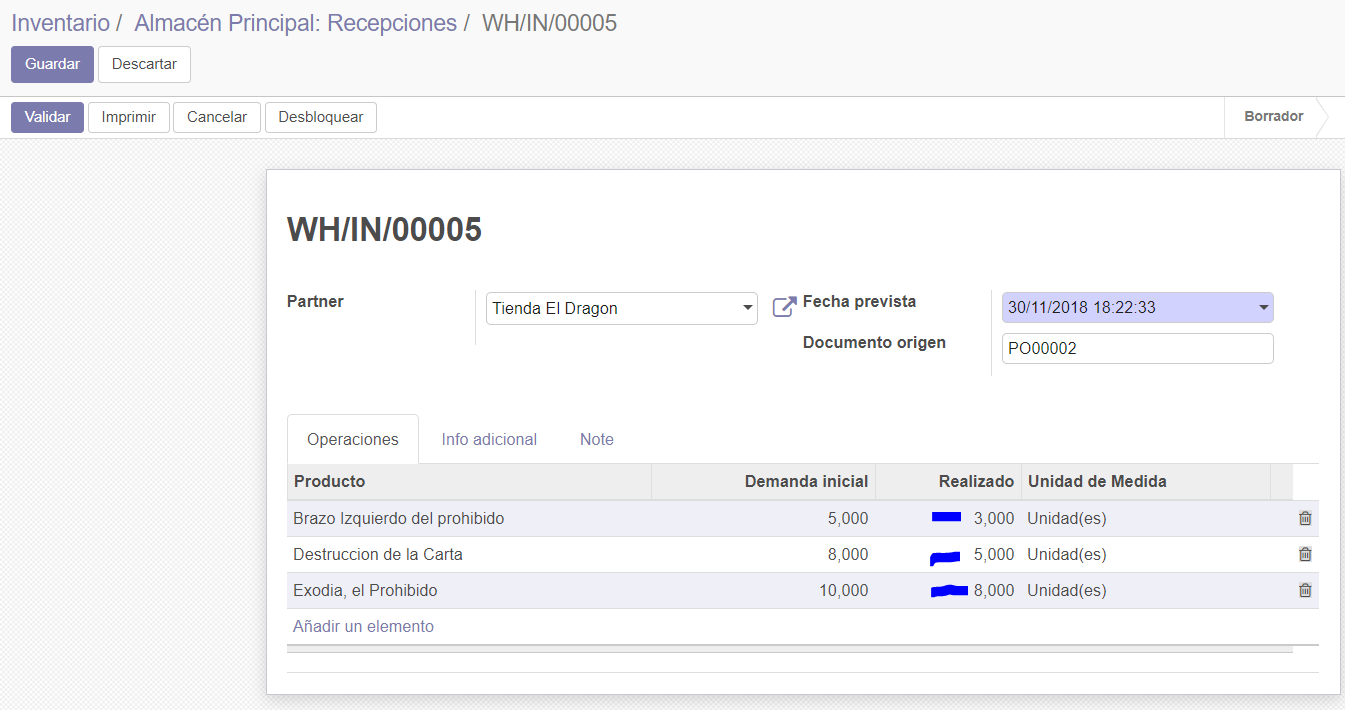 Inventario / Almacén Principal: Recepciones / WH/IN/00005
Guardar Descartar
Validar Imprimir Cancelar Desbloquear Borrador
WH/IN/00005
Partner Tienda El Dragon Fecha prevista 30/11/2018 18:22:33
Documento origen PO00002
Operaciones Info adicional Note
Producto Demanda inicial Realizado Unidad de Medida
Brazo Izquierdo del prohibido 5,000 3,000 Unidad(es)
Destruccion de la Carta 8,000 5,000 Unidad(es)
Exodia, el Prohibido 10,000 8,000 Unidad(es)
Añadir un elemento